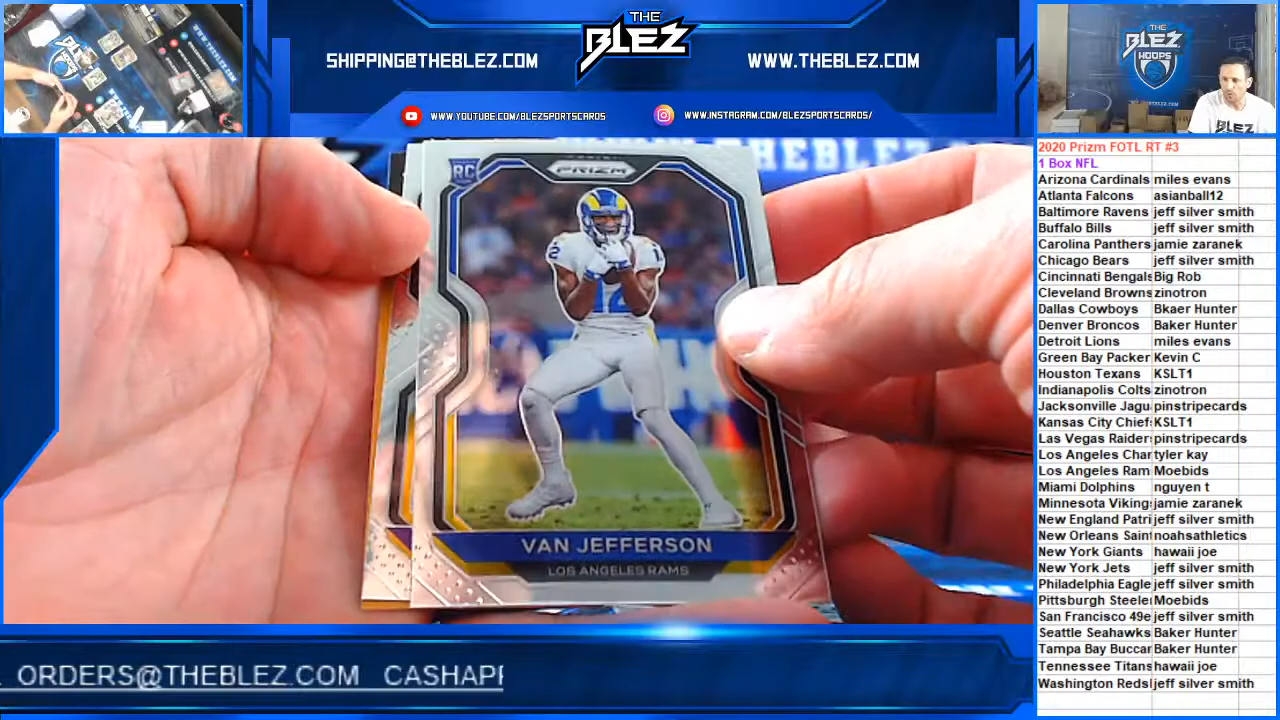 THE
BLEZ
SHIPPING@THEBLEZ.COM
WWW.THEBLEZ.COM
WWW.YOUTUBE.COM/BLEZSPORTSCARDS
WWW.INSTAGRAM.COM/BLEZSPORTSCARDS/
THE
BLEZ
HOOPS
BLEZ
THEBLEZ
RC
PRIZM
12
VAN JEFFERSON
LOS ANGELES RAMS
ORDERS@THEBLEZ.COM CASHAP
2020 Prizm FOTL RT #3
1 Box NFL
Arizona Cardinals miles evans
Atlanta Falcons asianball12
Baltimore Ravens jeff silver smith
Buffalo Bills jeff silver smith
Carolina Panthers jamie zaranek
Chicago Bears jeff silver smith
Cincinnati Bengals Big Rob
Cleveland Browns zinotron
Dallas Cowboys Bkaer Hunter
Denver Broncos Baker Hunter
Detroit Lions miles evans
Green Bay Packer Kevin C
Houston Texans KSLT1
Indianapolis Colts zinotron
Jacksonville Jagu pinstripecards
Kansas City Chief KSLT1
Las Vegas Raider pinstripecards
Los Angeles Char tyler kay
Los Angeles Ram Moebids
Miami Dolphins nguyen t
Minnesota Viking jamie zaranek
New England Patri jeff silver smith
New Orleans Saint noahsathletics
New York Giants hawaii joe
New York Jets jeff silver smith
Philadelphia Eagle jeff silver smith
Pittsburgh Steele Moebids
San Francisco 49e jeff silver smith
Seattle Seahawks Baker Hunter
Tampa Bay Buccan Baker Hunter
Tennessee Titans hawaii joe
Washington Reds jeff silver smith